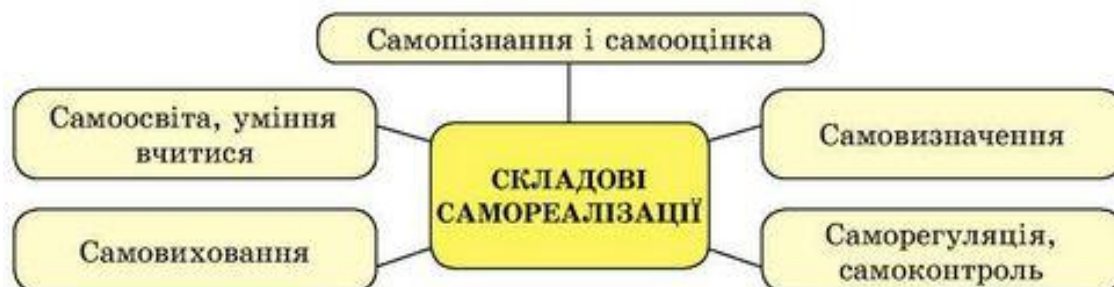 Самопізнання і самооцінка
Самоосвіта, уміння
вчитися
Самовизначення
СКЛАДОВІ
САМОРЕАЛІЗАЦІЇ
Самовиховання
Саморегуляція,
самоконтроль